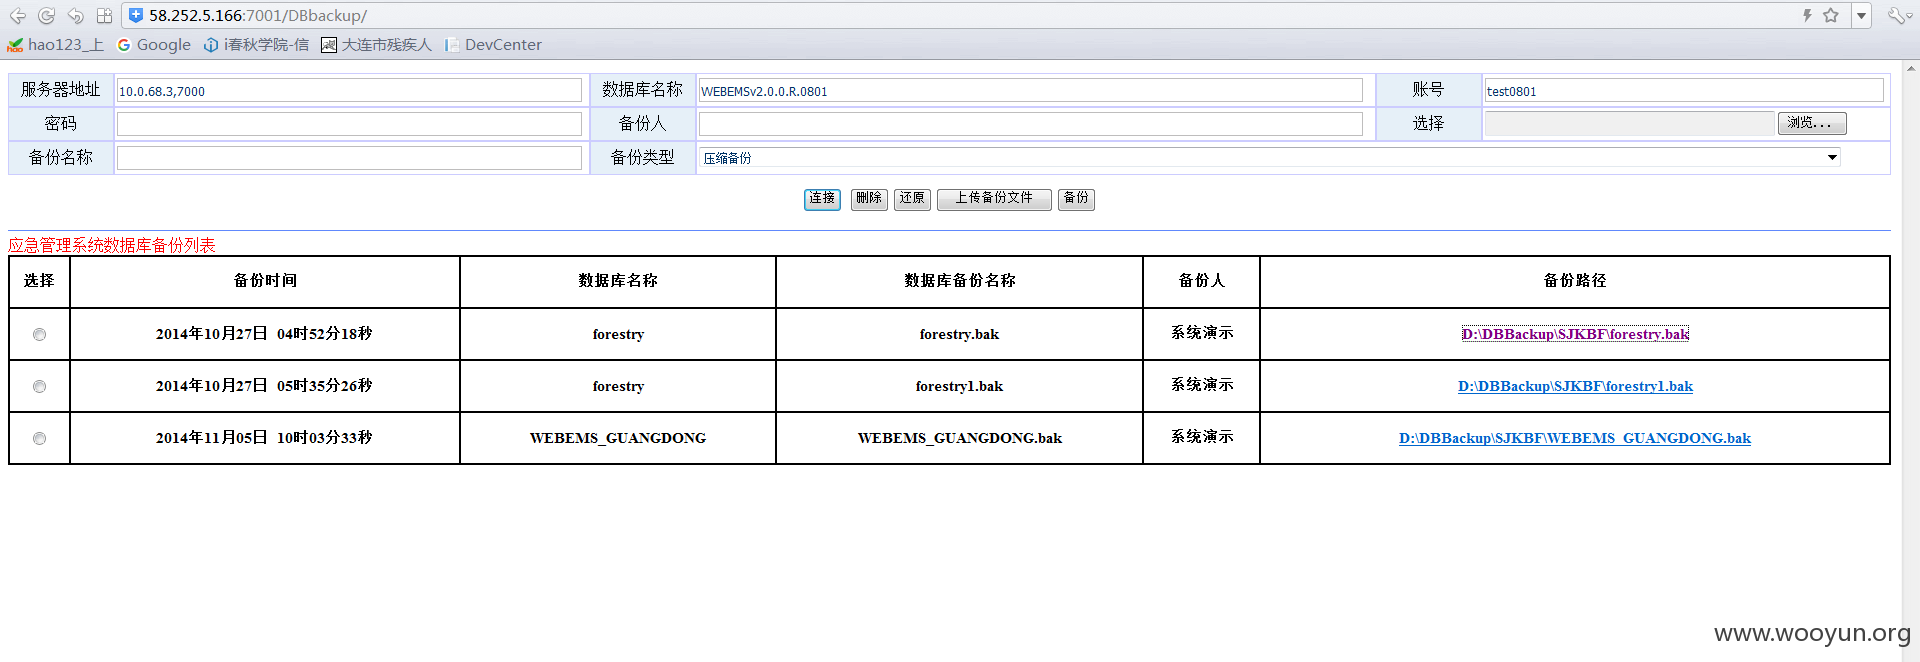 58.252.5.166:7001/DBbackup/
hao123_上 Google i春秋学院-信 大连市残疾人 DevCenter
服务器地址 10.0.68.3,7000 数据库名称 WEBEMSv2.0.0.R.0801 账号 test0801
密码 备份人 选择 浏览...
备份名称 备份类型 压缩备份
连接 删除 还原 上传备份文件 备份
应急管理系统数据库备份列表
选择 备份时间 数据库名称 数据库备份名称 备份人 备份路径
2014年10月27日 04时52分18秒 forestry forestry.bak 系统演示 D:\DBBackup\SJKBF\forestry.bak
2014年10月27日 05时35分26秒 forestry forestry1.bak 系统演示 D:\DBBackup\SJKBF\forestry1.bak
2014年11月05日 10时03分33秒 WEBEMS_GUANGDONG WEBEMS_GUANGDONG.bak 系统演示 D:\DBBackup\SJKBF\WEBEMS_GUANGDONG.bak
www.wooyun.org